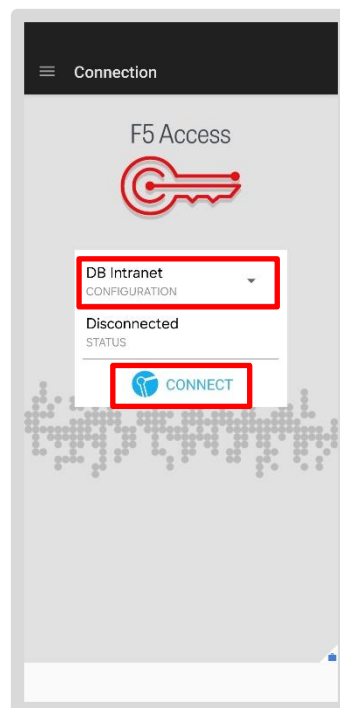 Connection
F5 Access
DB Intranet
CONFIGURATION
Disconnected
STATUS
CONNECT